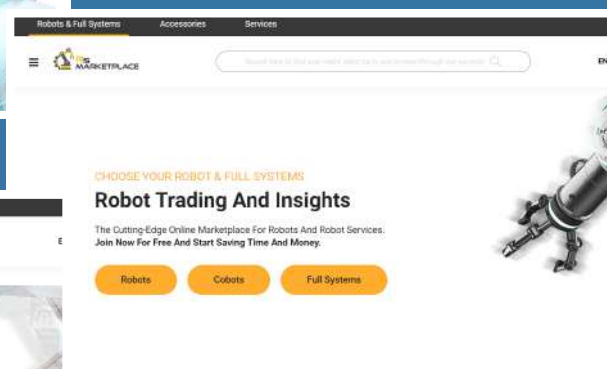 Robots & Full Systems
Accessories
Services
MARKETPLACE
EN
CHOOSE YOUR ROBOT & FULL SYSTEMS
Robot Trading And Insights
The Cutting-Edge Online Marketplace For Robots And Robot Services.
Join Now For Free And Start Saving Time And Money.
Robots
Cobots
Full Systems